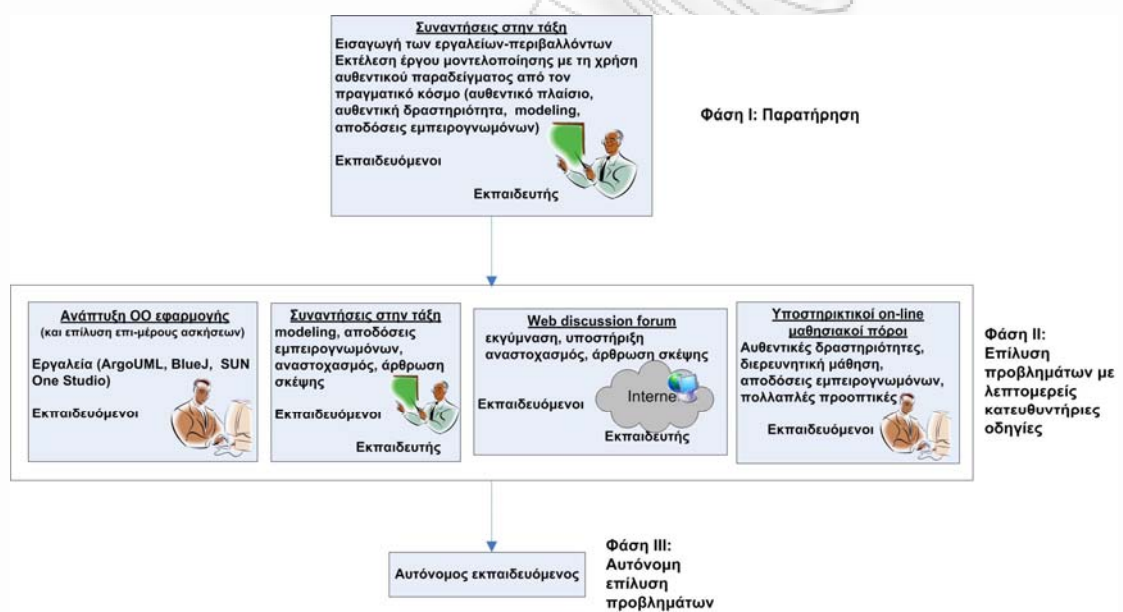 Συναντήσεις στην τάξη
Εισαγωγή των εργαλείων-περιβαλλόντων
Εκτέλεση έργου μοντελοποίησης με τη χρήση
αυθεντικού παραδείγματος από τον
πραγματικό κόσμο (αυθεντικό πλαίσιο,
αυθεντική δραστηριότητα, modeling,
αποδόσεις εμπειρογνωμόνων)
Εκπαιδευόμενοι
Εκπαιδευτής
Φάση Ι: Παρατήρηση
Ανάπτυξη ΟΟ εφαρμογής
(και επίλυση επι-μέρους ασκήσεων)
Εργαλεία (ArgoUML, BlueJ, SUN
One Studio)
Εκπαιδευόμενοι
Συναντήσεις στην τάξη
modeling, αποδόσεις
εμπειρογνωμόνων,
αναστοχασμός, άρθρωση
σκέψης
Εκπαιδευόμενοι
Εκπαιδευτής
Web discussion forum
εκγύμναση, υποστήριξη
αναστοχασμός, άρθρωση σκέψης
Interne
Εκπαιδευόμενοι
Εκπαιδευτής
Υποστηρικτικοί on-line
μαθησιακοί πόροι
Αυθεντικές δραστηριότητες,
διερευνητική μάθηση,
αποδόσεις εμπειρογνωμόνων,
πολλαπλές προοπτικές
Εκπαιδευόμενοι
Φάση ΙΙ:
Επίλυση
προβλημάτων με
λεπτομερείς
κατευθυντήριες
οδηγίες
Αυτόνομος εκπαιδευόμενος
Φάση ΙΙΙ:
Αυτόνομη
επίλυση
προβλημάτων